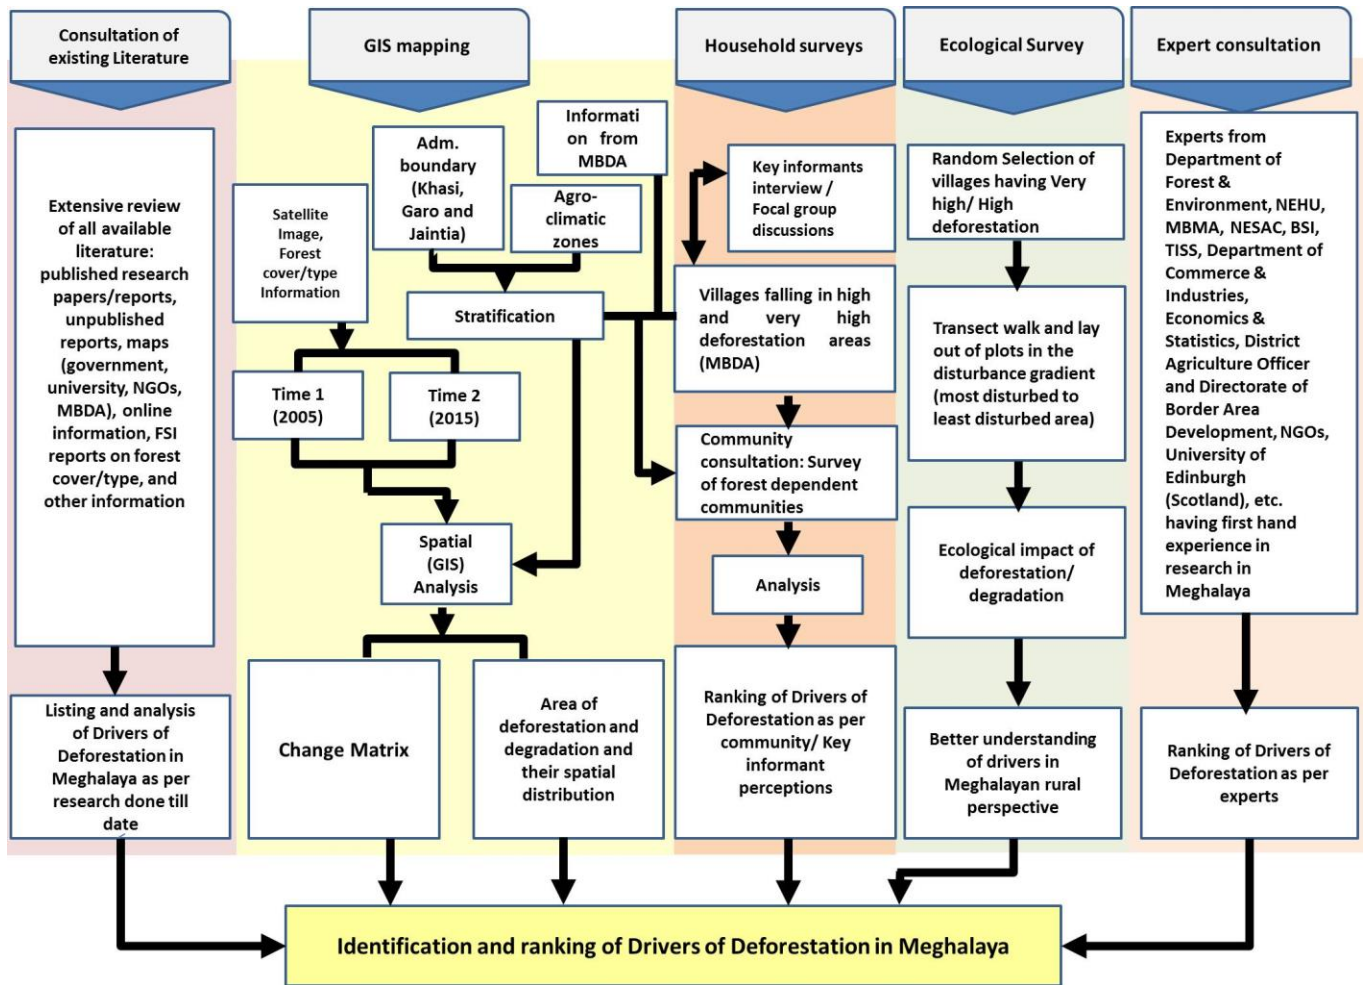 Consultation of
existing Literature
GIS mapping
Household surveys
Ecological Survey
Expert consultation
Extensive review
of all available
literature:
published research
papers/reports,
unpublished
reports, maps
(government,
university, NGOs,
MBDA), online
information, FSI
reports on forest
cover/type, and
other information
Listing and analysis
of Drivers of
Deforestation in
Meghalaya as per
research done till
date
Satellite
Image,
Forest
cover/type
Information
Adm.
boundary
(Khasi,
Garo and
Jaintia)
Informati
on from
MBDA
Agro-
climatic
zones
Stratification
Time 1
(2005)
Time 2
(2015)
Spatial
(GIS)
Analysis
Change Matrix
Area of
deforestation and
degradation and
their spatial
distribution
Key informants
interview /
Focal group
discussions
Villages falling in high
and very high
deforestation areas
(MBDA)
Community
consultation: Survey
of forest dependent
communities
Analysis
Ranking of Drivers of
Deforestation as per
community/ Key
informant
perceptions
Random Selection of
villages having Very
high/ High
deforestation
Transect walk and lay
out of plots in the
disturbance gradient
(most disturbed to
least disturbed area)
Ecological impact of
deforestation/
degradation
Better understanding
of drivers in
Meghalayan rural
perspective
Experts from
Department of
Forest &
Environment, NEHU,
MBMA, NESAC, BSI,
TISS, Department of
Commerce &
Industries,
Economics &
Statistics, District
Agriculture Officer
and Directorate of
Border Area
Development, NGOs,
University of
Edinburgh
(Scotland), etc.
having first hand
experience in
research in
Meghalaya
Ranking of Drivers of
Deforestation as per
experts
Identification and ranking of Drivers of Deforestation in Meghalaya